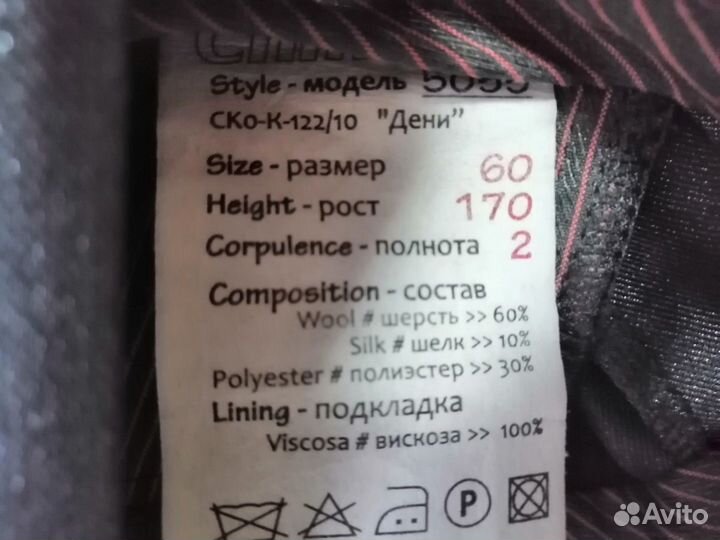 Style - модель 5055
СКо-К-122/10 "Дени"
Size - размер 60
Height - рост 170
Corpulence - полнота 2
Composition - состав
Wool # шерсть >> 60%
Silk # шелк >> 10%
Polyester # полиэстер >> 30%
Lining - подкладка
Viscosa # вискоза >> 100%
P
Avito